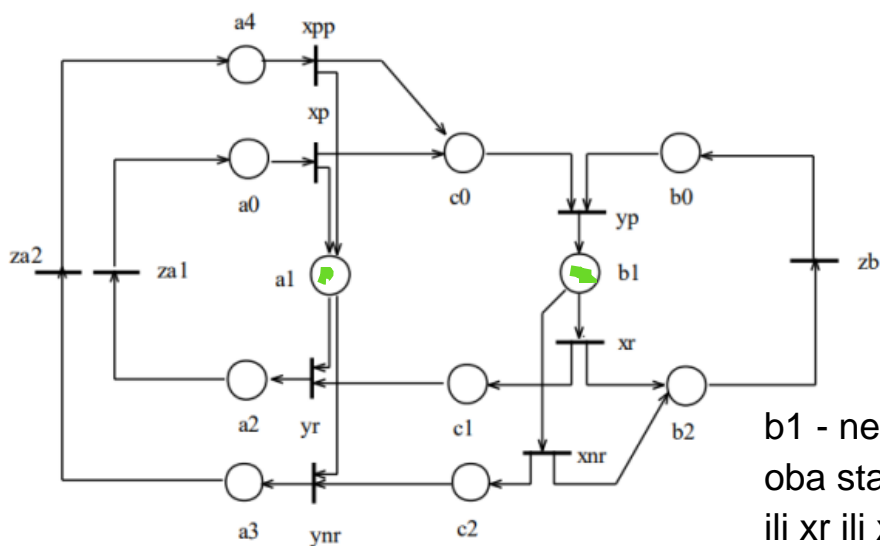 a4
xpp
xp
a0
c0
b0
yp
za2
za1
a1
b1
zb
xr
a2
yr
c1
b2
xnr
a3
ynr
c2
b1 - ne
oba sta
ili xr ili